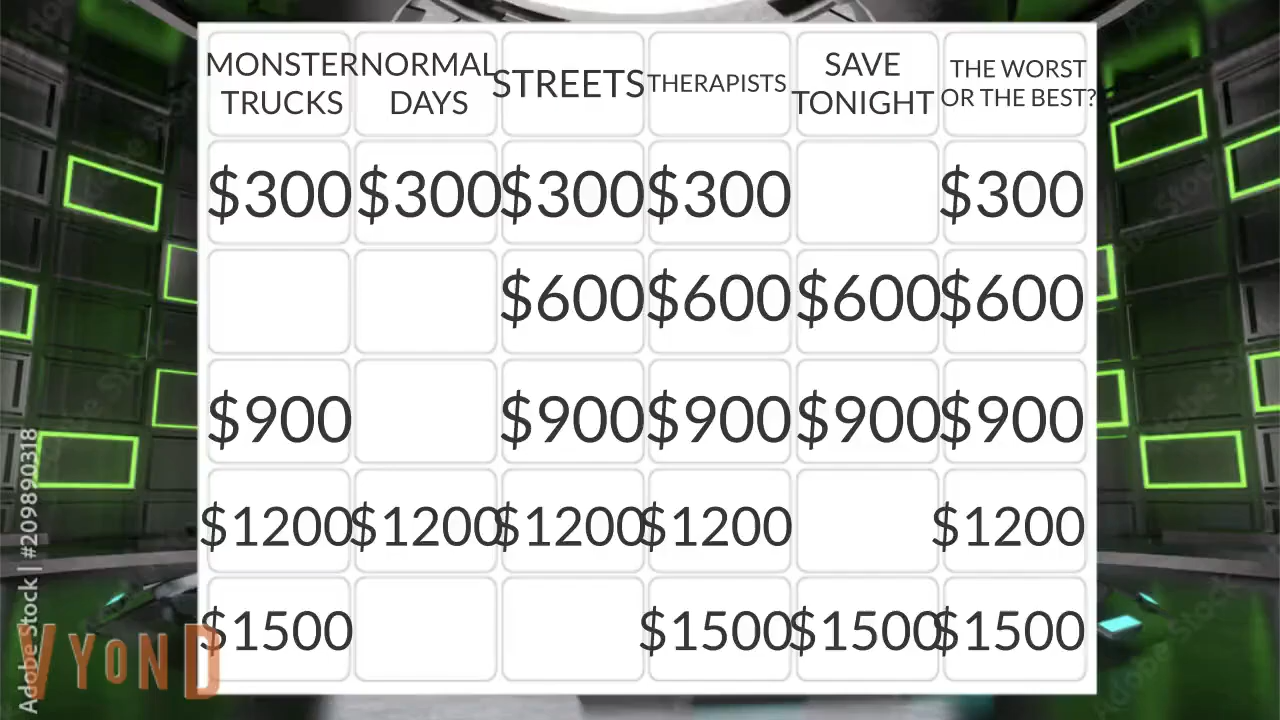 MONSTER
TRUCKS
NORMAL
DAYS
STREETS
THERAPISTS
SAVE
TONIGHT
THE WORST
OR THE BEST?
$300 $300 $300 $300 $300
$600 $600 $600 $600
$900 $900 $900 $900 $900
$1200 $1200 $1200 $1200 $1200
$1500 $1500 $1500 $1500
Adobe Stock | #209890318
VYOND
Adobe Stock